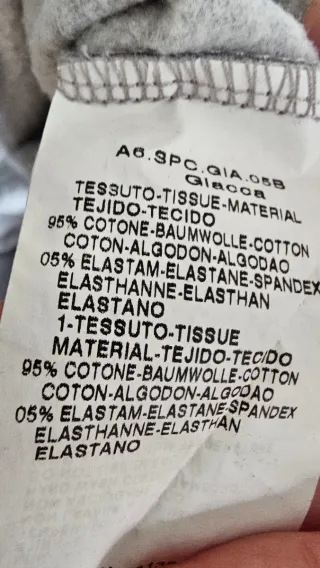 A6.SPC.GIA.05B
Giacca
TESSUTO-TISSUE-MATERIAL
TEJIDO-TECIDO
95% COTONE-BAUMWOLLE-COTTON
COTON-ALGODON-ALGODAO
05% ELASTAM-ELASTANE-SPANDEX
ELASTHANNE-ELASTHAN
ELASTANO
1-TESSUTO-TISSUE
MATERIAL-TEJIDO-TECIDO
95% COTONE-BAUMWOLLE-COTTON
COTON-ALGODON-ALGODAO
05% ELASTAM-ELASTANE-SPANDEX
ELASTHANNE-ELASTHAN
ELASTANO